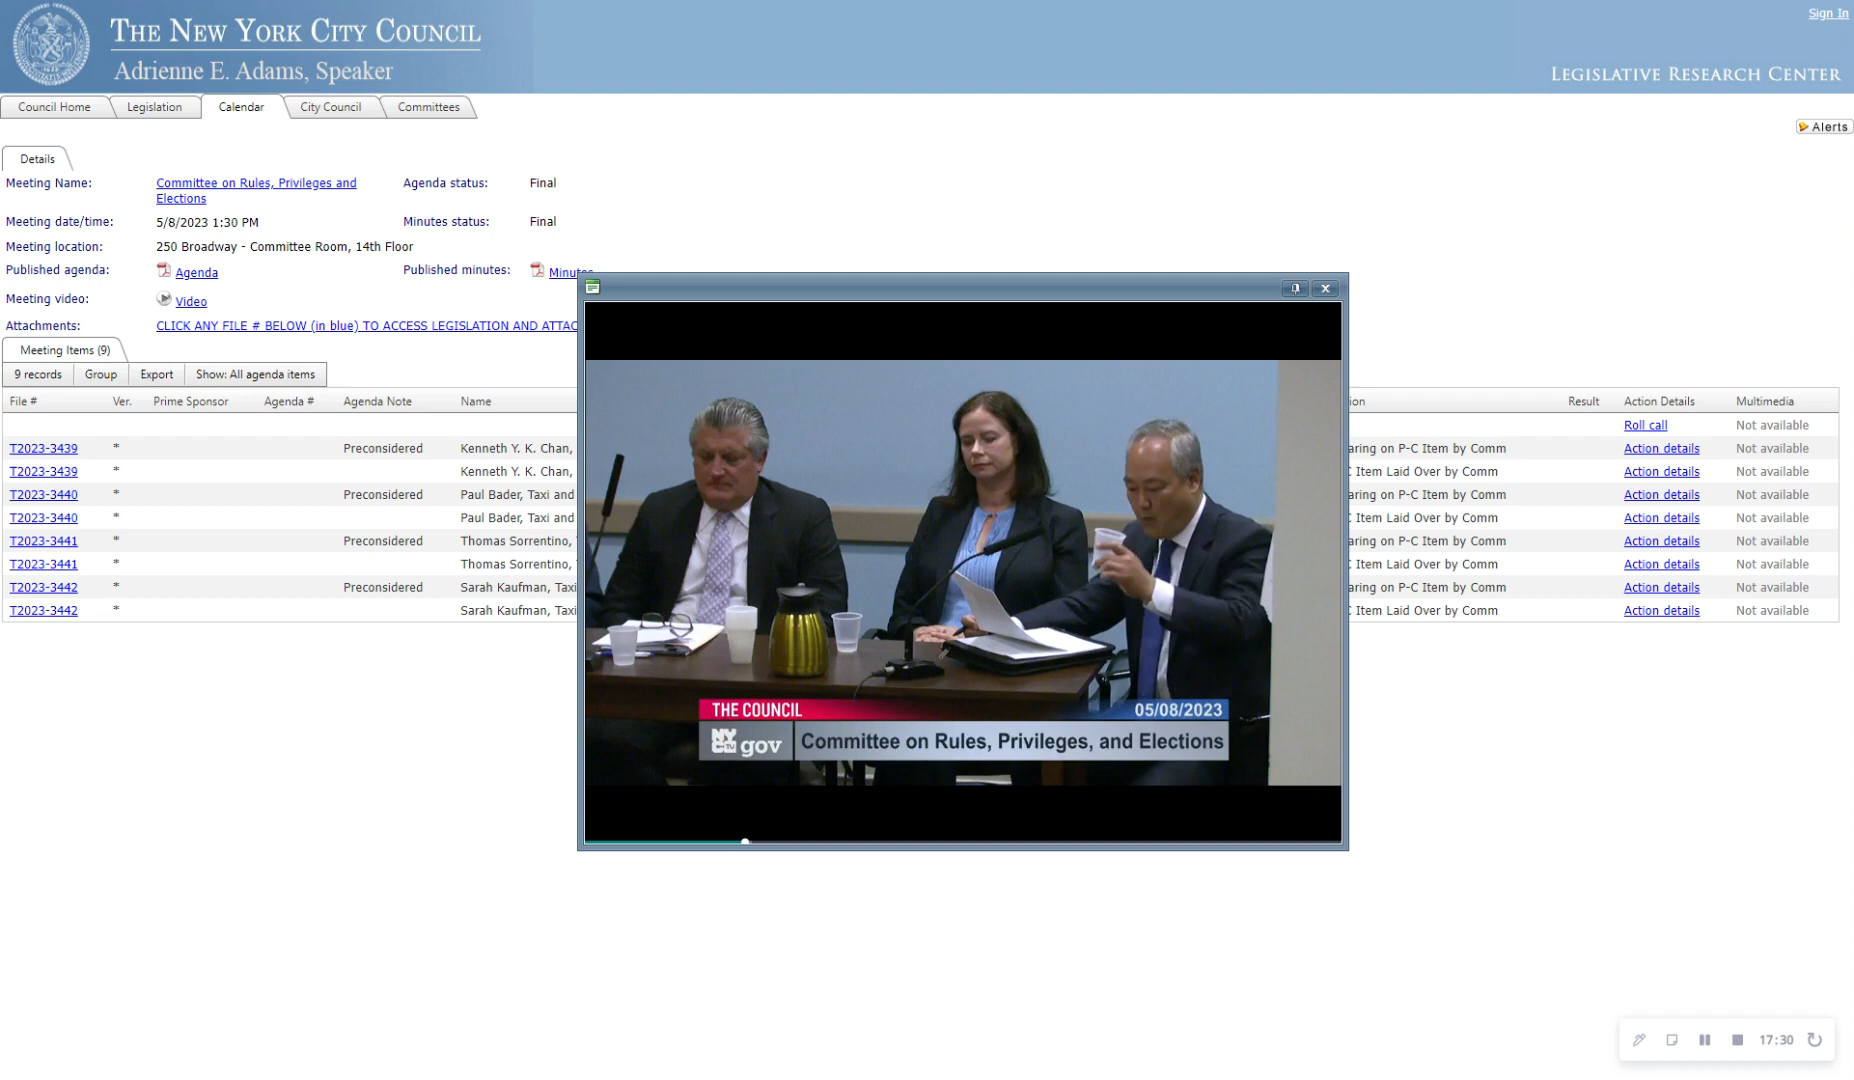 THE NEW YORK CITY COUNCIL
Adrienne E. Adams, Speaker
Sign In
LEGISLATIVE RESEARCH CENTER
Council Home Legislation Calendar City Council Committees
Alerts
Details
Meeting Name: Committee on Rules, Privileges and Elections Agenda status: Final
Meeting date/time: 5/8/2023 1:30 PM Minutes status: Final
Meeting location: 250 Broadway - Committee Room, 14th Floor
Published agenda: Agenda Published minutes: Minutes
Meeting video: Video
Attachments: CLICK ANY FILE # BELOW (in blue) TO ACCESS LEGISLATION AND ATTAC
Meeting Items (9)
9 records Group Export Show: All agenda items
File # Ver. Prime Sponsor Agenda # Agenda Note Name ion Result Action Details Multimedia
Roll call Not available
T2023-3439 * Preconsidered Kenneth Y. K. Chan, aring on P-C Item by Comm Action details Not available
T2023-3439 * Kenneth Y. K. Chan, C Item Laid Over by Comm Action details Not available
T2023-3440 * Preconsidered Paul Bader, Taxi and aring on P-C Item by Comm Action details Not available
T2023-3440 * Paul Bader, Taxi and C Item Laid Over by Comm Action details Not available
T2023-3441 * Preconsidered Thomas Sorrentino, aring on P-C Item by Comm Action details Not available
T2023-3441 * Thomas Sorrentino, C Item Laid Over by Comm Action details Not available
T2023-3442 * Preconsidered Sarah Kaufman, Taxi aring on P-C Item by Comm Action details Not available
T2023-3442 * Sarah Kaufman, Taxi C Item Laid Over by Comm Action details Not available
THE COUNCIL 05/08/2023
NYC TV gov Committee on Rules, Privileges, and Elections
17:30